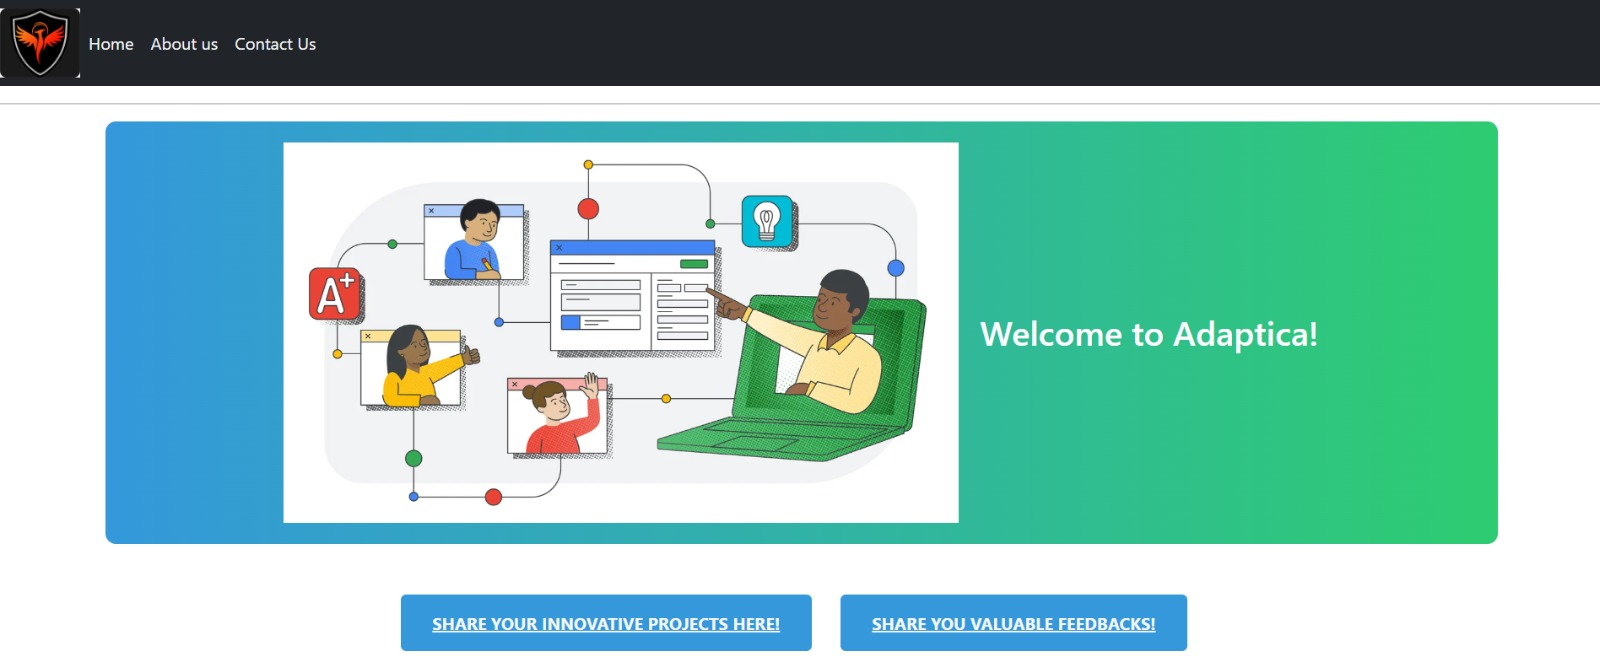 Home About us Contact Us
A+
Welcome to Adaptica!
SHARE YOUR INNOVATIVE PROJECTS HERE!
SHARE YOU VALUABLE FEEDBACKS!